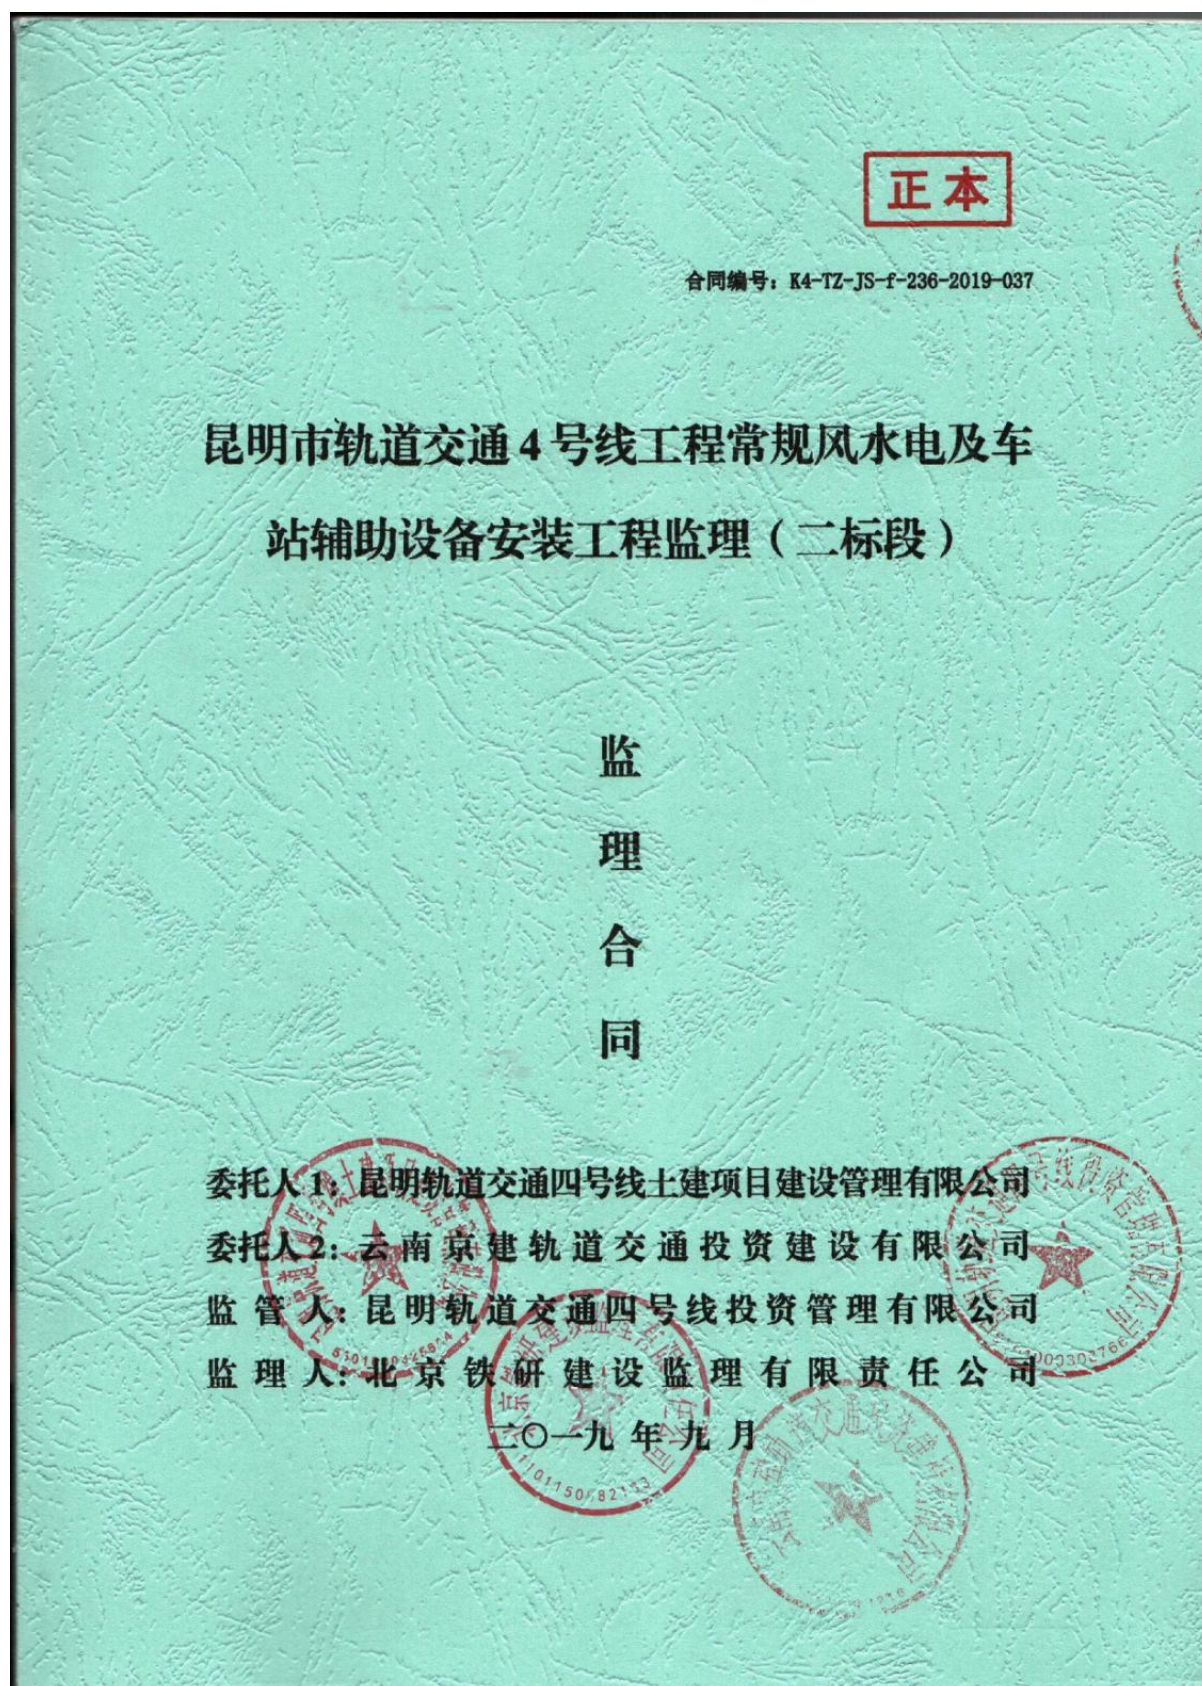 正本
合同编号：K4-TZ-JS-f-236-2019-037
昆明市轨道交通4号线工程常规风水电及车
站辅助设备安装工程监理（二标段）
监
理
合
同
委托人1：昆明轨道交通四号线土建项目建设管理有限公司
委托人2：云南京建轨道交通投资建设有限公司
监管人：昆明轨道交通四号线投资管理有限公司
监理人：北京铁研建设监理有限责任公司
二〇一九年九月